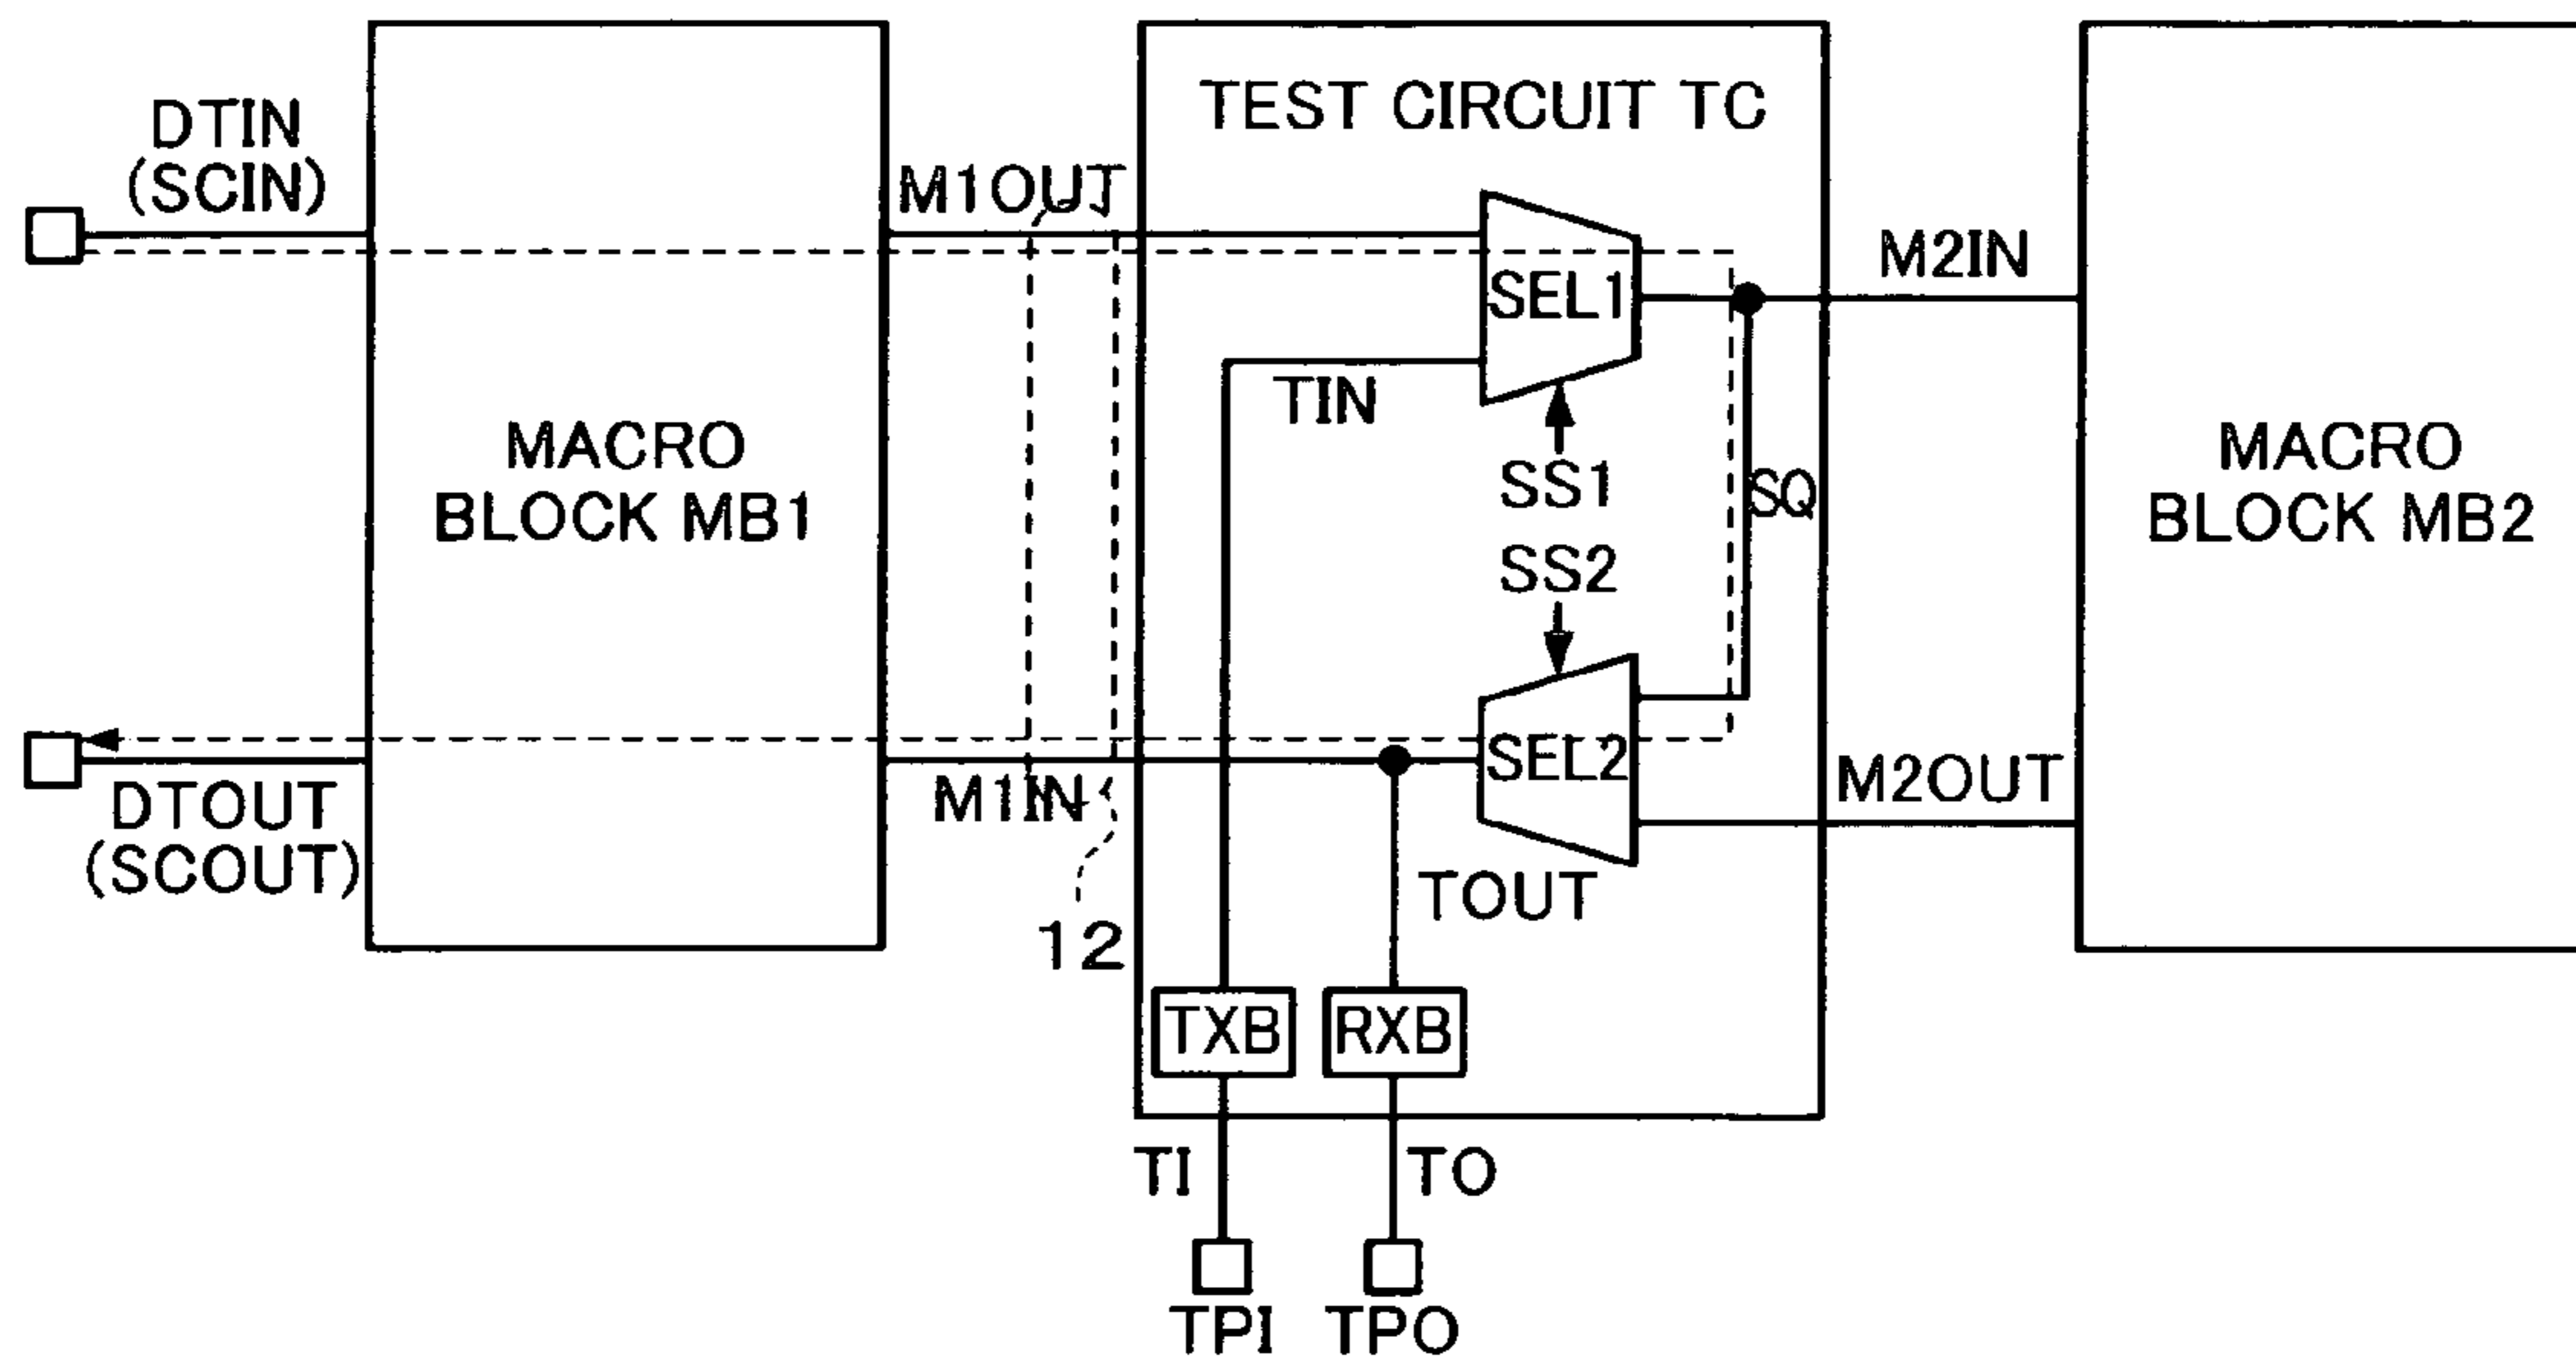 TEST CIRCUIT TC
DTIN
(SCIN)
M1OUT
M2IN
SEL1
TIN
MACRO
BLOCK MB1
SS1
SQ
MACRO
BLOCK MB2
SS2
SEL2
M2OUT
M1IN
DTOUT
(SCOUT)
TOUT
12
TXB
RXB
TI
TO
TPI
TPO